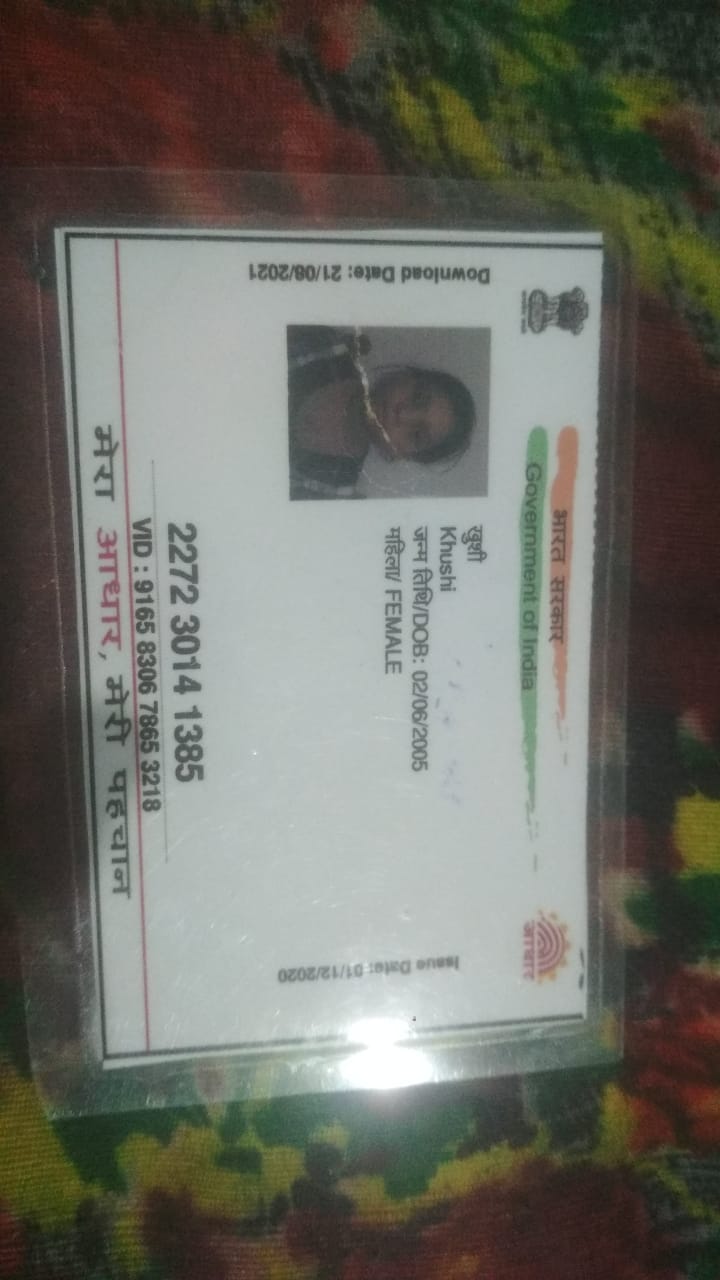 भारत सरकार
Government of India
Download Date: 21/08/2021
खुशी
Khushi
जन्म तिथि/DOB: 02/06/2005
महिला/ FEMALE
Issue Date: 01/12/2020
आधार
2272 3014 1385
VID : 9165 8306 7865 3218
मेरा आधार, मेरी पहचान